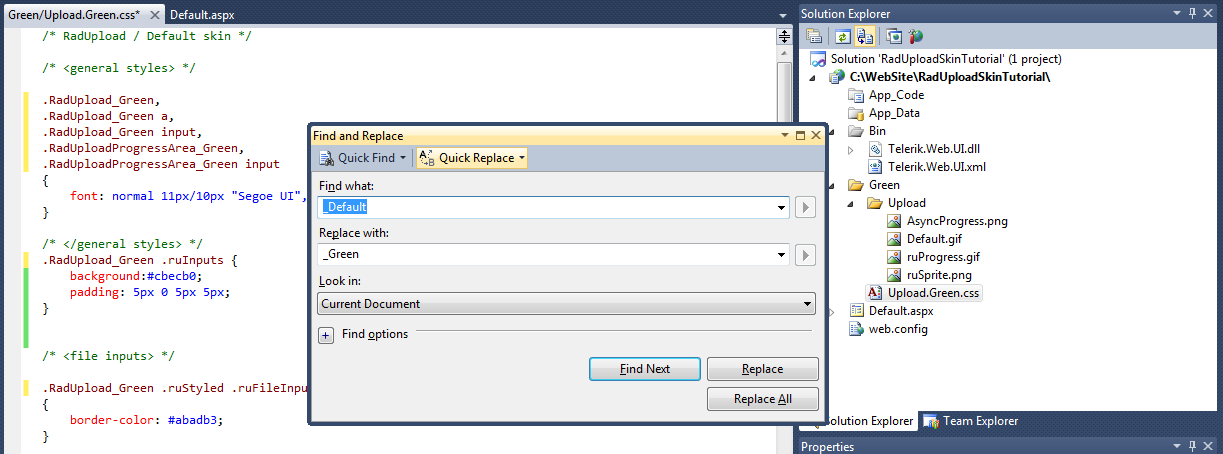 Green/Upload.Green.css* Default.aspx
/* RadUpload / Default skin */
/* <general styles> */
.RadUpload_Green,
.RadUpload_Green a,
.RadUpload_Green input,
.RadUploadProgressArea_Green,
.RadUploadProgressArea_Green input
{
font: normal 11px/10px "Segoe UI",
}
/* </general styles> */
.RadUpload_Green .ruInputs {
background:#cbecb0;
padding: 5px 0 5px 5px;
}
/* <file inputs> */
.RadUpload_Green .ruStyled .ruFileInpu
{
border-color: #abadb3;
}
Find and Replace
Quick Find Quick Replace
Find what:
_Default
Replace with:
_Green
Look in:
Current Document
Find options
Find Next Replace
Replace All
Solution Explorer
Solution 'RadUploadSkinTutorial' (1 project)
C:\WebSite\RadUploadSkinTutorial\
App_Code
App_Data
Bin
Telerik.Web.UI.dll
Telerik.Web.UI.xml
Green
Upload
AsyncProgress.png
Default.gif
ruProgress.gif
ruSprite.png
Upload.Green.css
Default.aspx
web.config
Solution Explorer Team Explorer
Properties